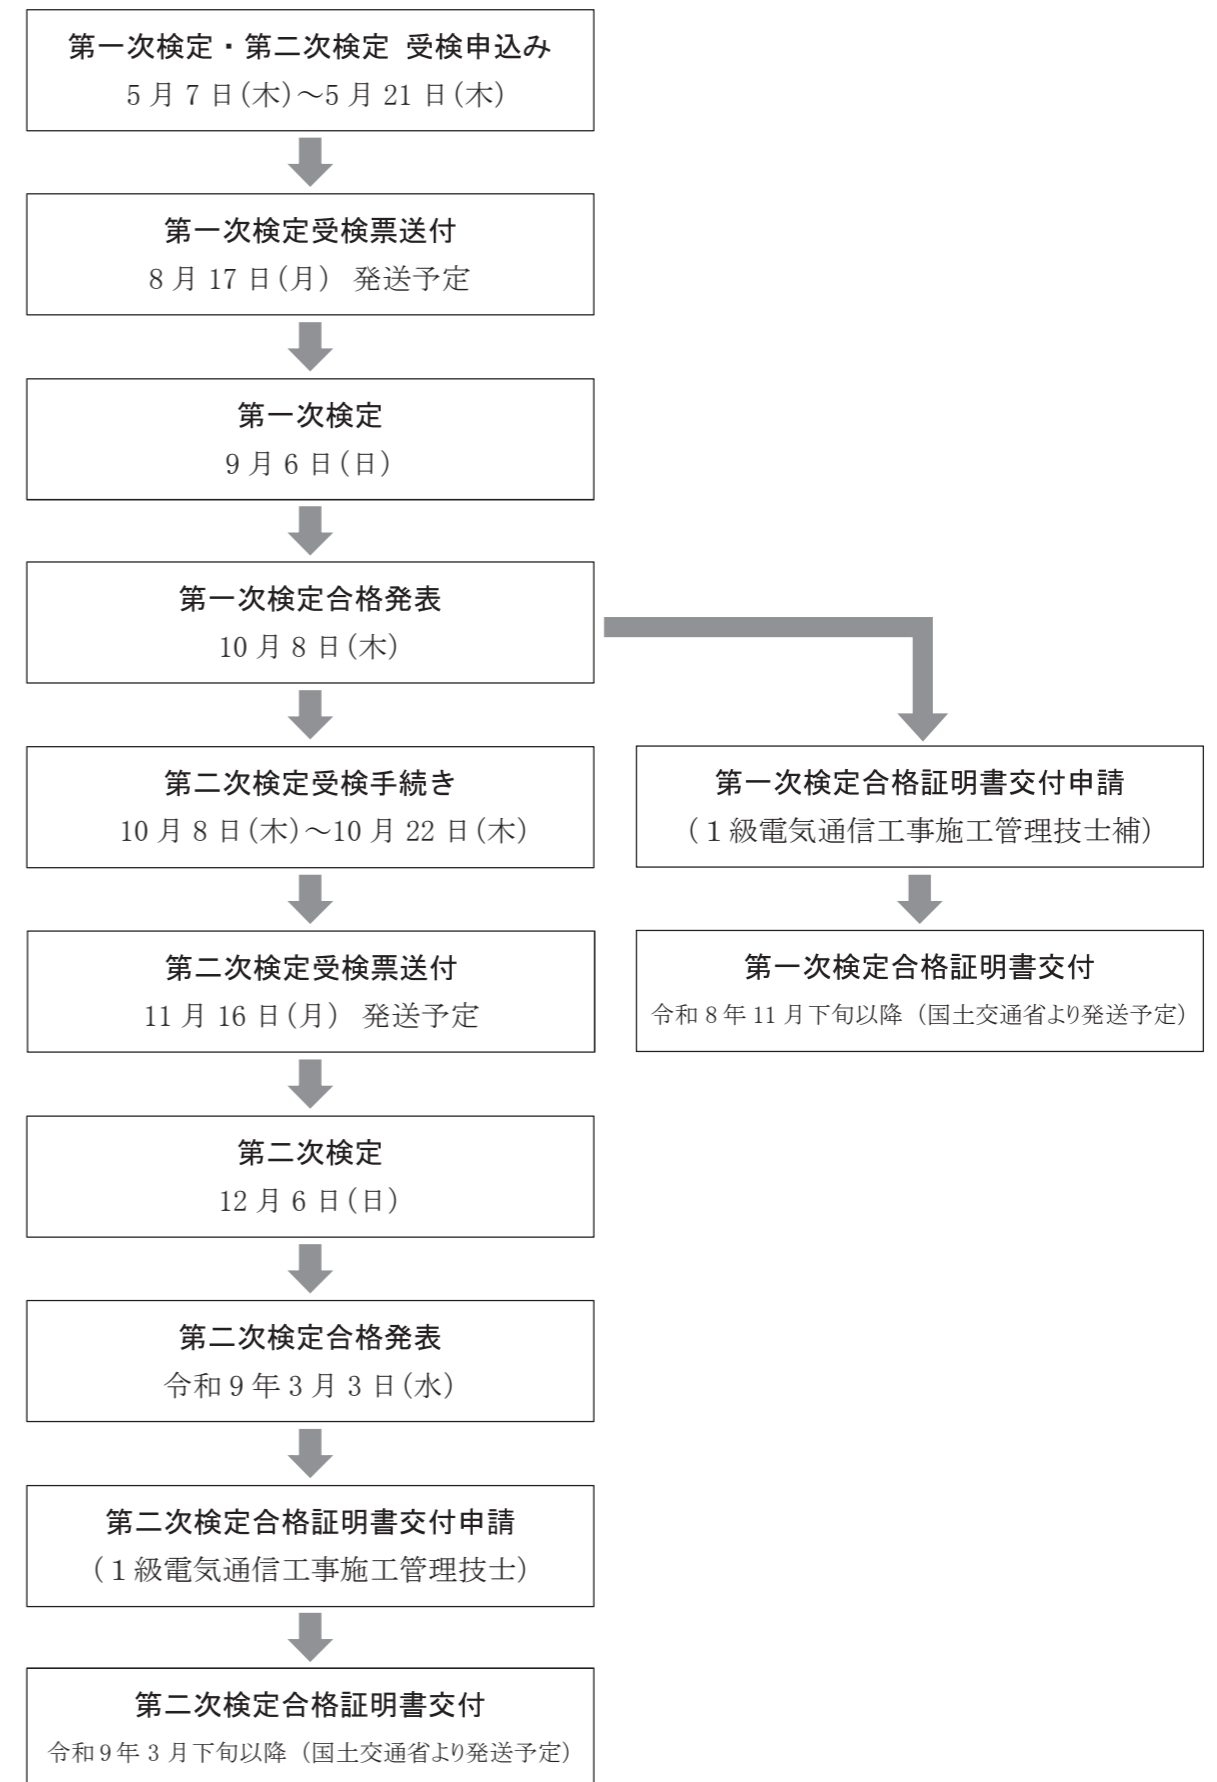 第一次検定・第二次検定 受検申込み
5月7日(木)～5月21日(木)
第一次検定受検票送付
8月17日(月) 発送予定
第一次検定
9月6日(日)
第一次検定合格発表
10月8日(木)
第二次検定受検手続き
10月8日(木)～10月22日(木)
第一次検定合格証明書交付申請
(1級電気通信工事施工管理技士補)
第二次検定受検票送付
11月16日(月) 発送予定
第一次検定合格証明書交付
令和8年11月下旬以降 (国土交通省より発送予定)
第二次検定
12月6日(日)
第二次検定合格発表
令和9年3月3日(水)
第二次検定合格証明書交付申請
(1級電気通信工事施工管理技士)
第二次検定合格証明書交付
令和9年3月下旬以降 (国土交通省より発送予定)